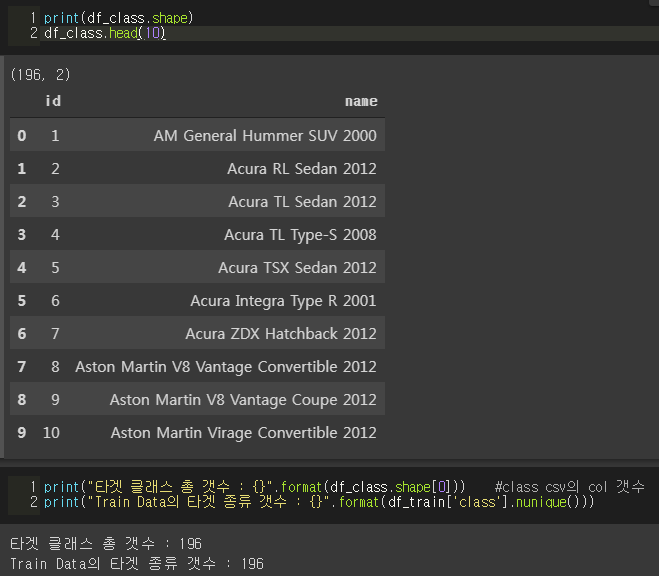 1 print(df_class.shape)
2 df_class.head(10)
(196, 2)
id name
0 1 AM General Hummer SUV 2000
1 2 Acura RL Sedan 2012
2 3 Acura TL Sedan 2012
3 4 Acura TL Type-S 2008
4 5 Acura TSX Sedan 2012
5 6 Acura Integra Type R 2001
6 7 Acura ZDX Hatchback 2012
7 8 Aston Martin V8 Vantage Convertible 2012
8 9 Aston Martin V8 Vantage Coupe 2012
9 10 Aston Martin Virage Convertible 2012
1 print("타겟 클래스 총 갯수 : {}".format(df_class.shape[0])) #class csv의 col 갯수
2 print("Train Data의 타겟 종류 갯수 : {}".format(df_train['class'].nunique()))
타겟 클래스 총 갯수 : 196
Train Data의 타겟 종류 갯수 : 196